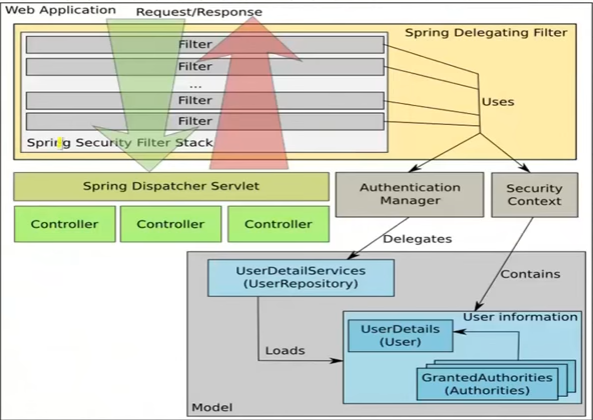 Web Application
Request/Response
Spring Delegating Filter
Filter
Filter
...
Filter
Filter
Uses
Spring Security Filter Stack
Spring Dispatcher Servlet
Authentication
Manager
Security
Context
Controller
Controller
Controller
Delegates
UserDetailServices
(UserRepository)
Contains
User information
UserDetails
(User)
Loads
GrantedAuthorities
(Authorities)
Model